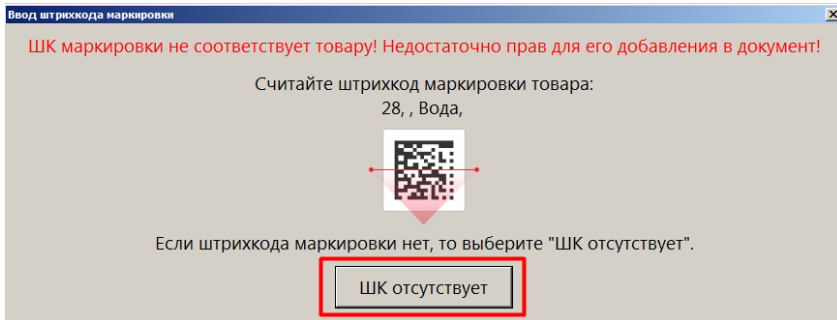 Ввод штрихкода маркировки
ШК маркировки не соответствует товару! Недостаточно прав для его добавления в документ!
Считайте штрихкод маркировки товара:
28, , Вода,
Если штрихкода маркировки нет, то выберите "ШК отсутствует".
ШК отсутствует